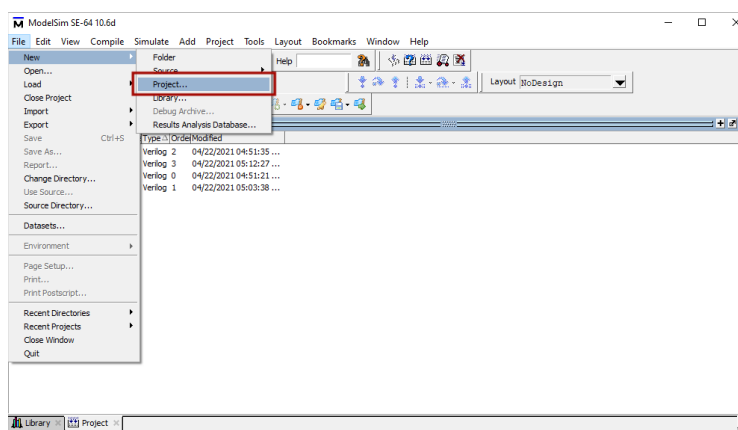 ModelSim SE-64 10.6d
File Edit View Compile Simulate Add Project Tools Layout Bookmarks Window Help
New
Open...
Load
Close Project
Import
Export
Save Ctrl+S
Save As...
Report...
Change Directory...
Use Source...
Source Directory...
Datasets...
Environment
Page Setup...
Print...
Print Postscript...
Recent Directories
Recent Projects
Close Window
Quit
Folder
Source
Project...
Library...
Debug Archive...
Results Analysis Database...
Help
Layout NoDesign
Type Orde Modified
Verilog 2 04/22/2021 04:51:35 ...
Verilog 3 04/22/2021 05:12:27 ...
Verilog 0 04/22/2021 04:51:21 ...
Verilog 1 04/22/2021 05:03:38 ...
Library Project